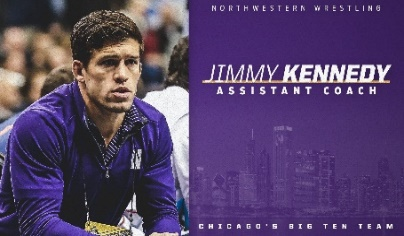 NORTHWESTERN WRESTLING
JIMMY KENNEDY
ASSISTANT COACH
CHICAGO'S BIG TEN TEAM